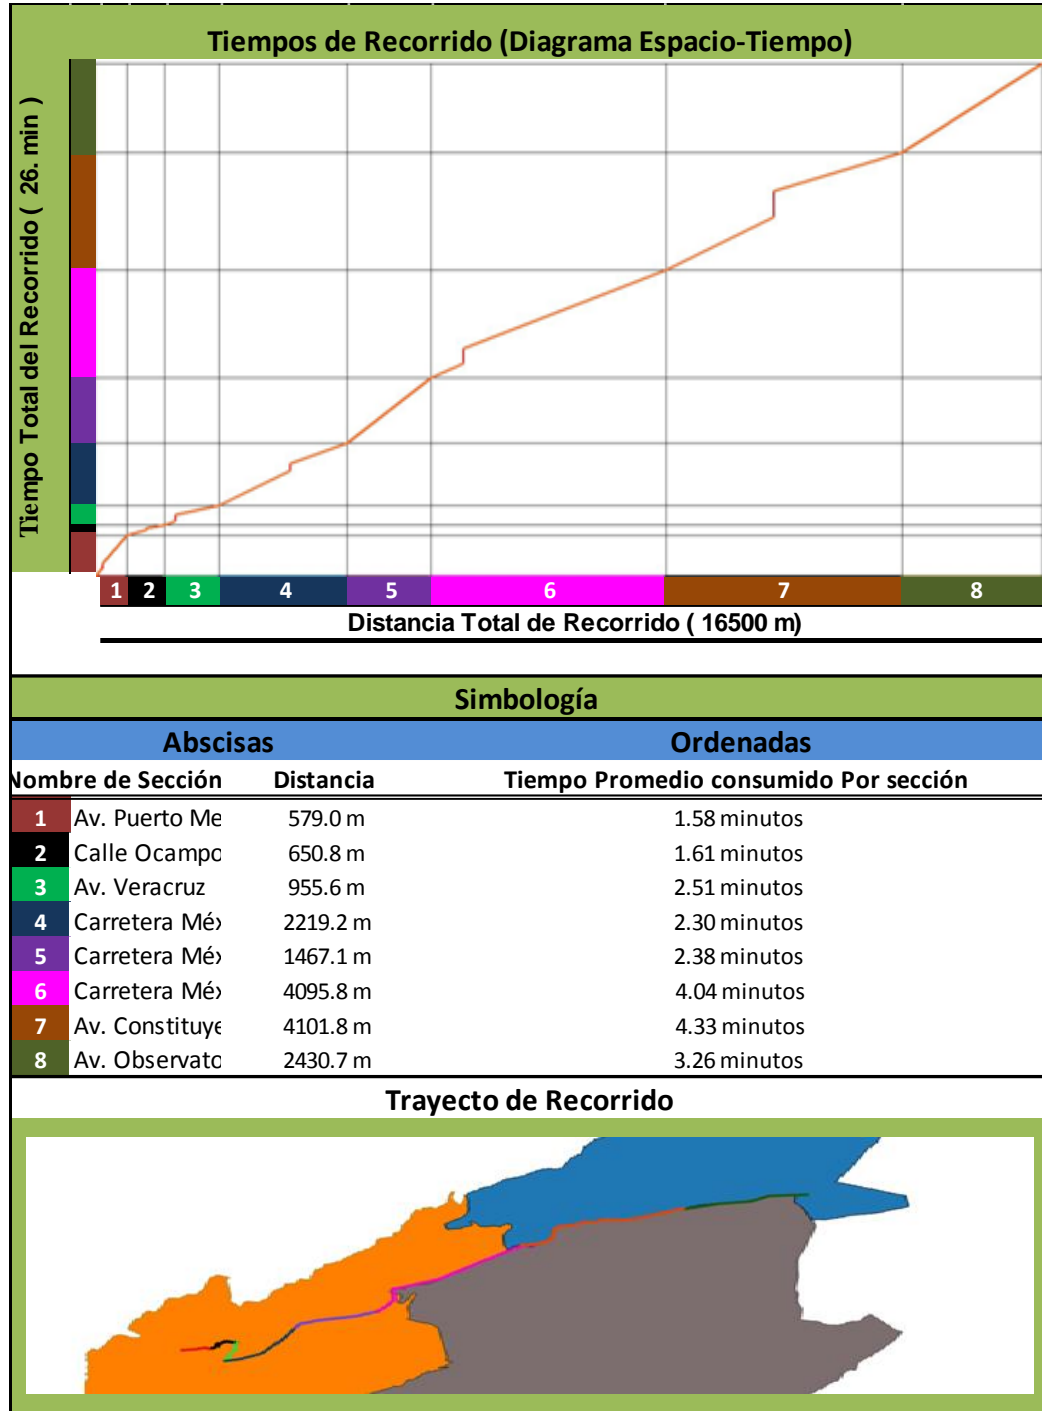 Tiempos de Recorrido (Diagrama Espacio-Tiempo)
Tiempo Total del Recorrido ( 26. min )
1 2 3 4 5 6 7 8
Distancia Total de Recorrido ( 16500 m)
Simbología
Abscisas Ordenadas
Nombre de Sección Distancia Tiempo Promedio consumido Por sección
1 Av. Puerto Me 579.0 m 1.58 minutos
2 Calle Ocampo 650.8 m 1.61 minutos
3 Av. Veracruz 955.6 m 2.51 minutos
4 Carretera Méx 2219.2 m 2.30 minutos
5 Carretera Méx 1467.1 m 2.38 minutos
6 Carretera Méx 4095.8 m 4.04 minutos
7 Av. Constituye 4101.8 m 4.33 minutos
8 Av. Observato 2430.7 m 3.26 minutos
Trayecto de Recorrido